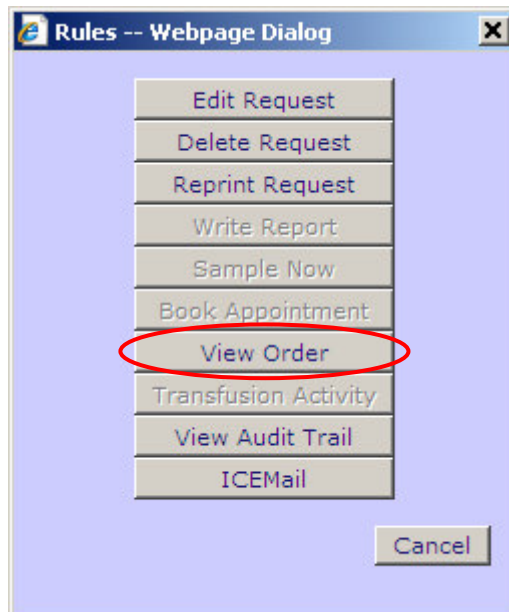 Rules -- Webpage Dialog
Edit Request
Delete Request
Reprint Request
Write Report
Sample Now
Book Appointment
View Order
Transfusion Activity
View Audit Trail
ICEMail
Cancel